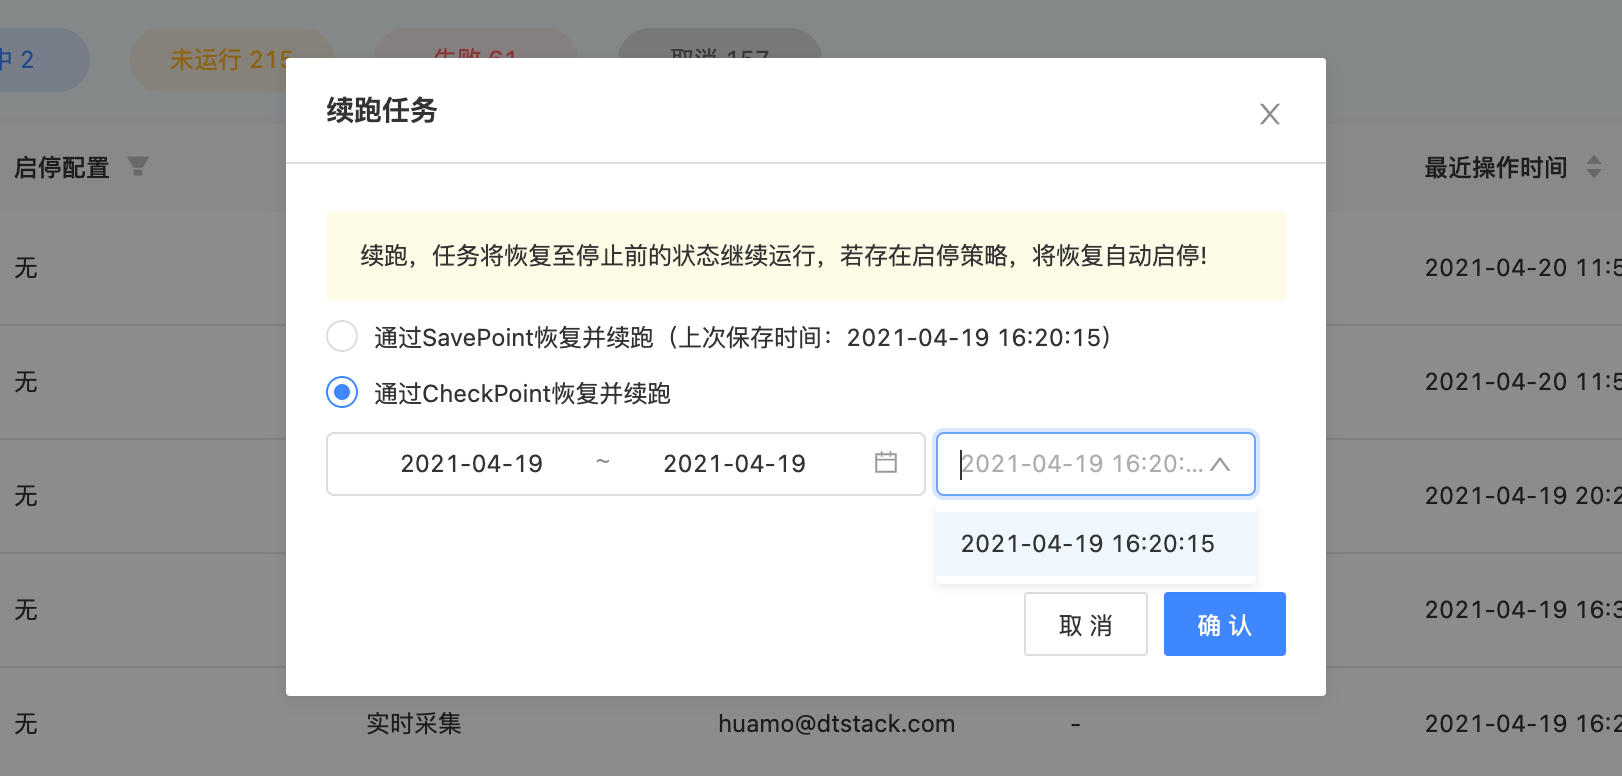 中 2
未运行 215
失败 61
取消 157
续跑任务
启停配置
最近操作时间
续跑，任务将恢复至停止前的状态继续运行，若存在启停策略，将恢复自动启停!
无
2021-04-20 11:5
通过SavePoint恢复并续跑（上次保存时间：2021-04-19 16:20:15）
无
通过CheckPoint恢复并续跑
2021-04-20 11:5
2021-04-19 ~ 2021-04-19
2021-04-19 16:20:...
无
2021-04-19 20:2
2021-04-19 16:20:15
无
取 消
确 认
2021-04-19 16:3
无
实时采集
huamo@dtstack.com
-
2021-04-19 16:2